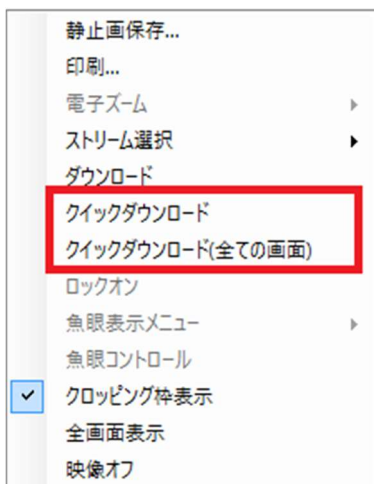 静止画保存...
印刷...
電子ズーム
ストリーム選択
ダウンロード
クイックダウンロード
クイックダウンロード(全ての画面)
ロックオン
魚眼表示メニュー
魚眼コントロール
クロッピング枠表示
全画面表示
映像オフ